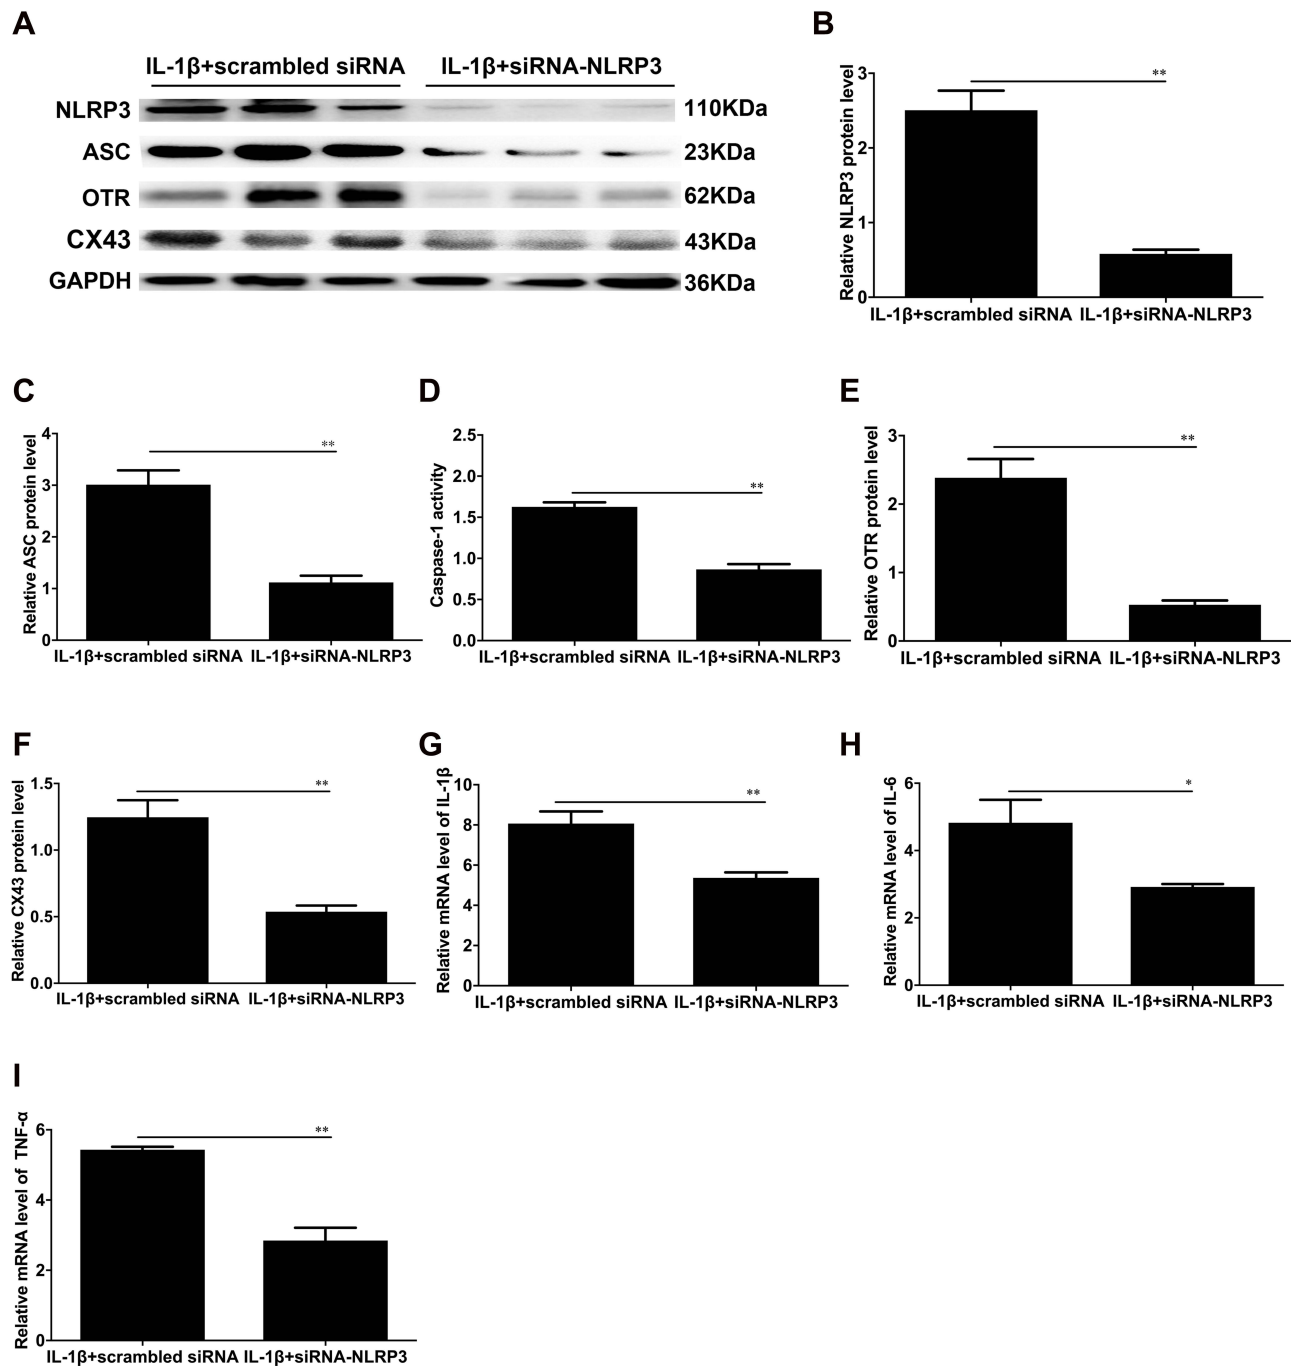 A
IL-1β+scrambled siRNA IL-1β+siRNA-NLRP3
NLRP3 110KDa
ASC 23KDa
OTR 62KDa
CX43 43KDa
GAPDH 36KDa
B
Relative NLRP3 protein level
3
2
1
0
**
IL-1β+scrambled siRNA IL-1β+siRNA-NLRP3
C
Relative ASC protein level
4
3
2
1
0
**
IL-1β+scrambled siRNA IL-1β+siRNA-NLRP3
D
Caspase-1 activity
2.5
2.0
1.5
1.0
0.5
0.0
**
IL-1β+scrambled siRNA IL-1β+siRNA-NLRP3
E
Relative OTR protein level
3
2
1
0
**
IL-1β+scrambled siRNA IL-1β+siRNA-NLRP3
F
Relative CX43 protein level
1.5
1.0
0.5
0.0
**
IL-1β+scrambled siRNA IL-1β+siRNA-NLRP3
G
Relative mRNA level of IL-1β
10
8
6
4
2
0
**
IL-1β+scrambled siRNA IL-1β+siRNA-NLRP3
H
Relative mRNA level of IL-6
6
4
2
0
*
IL-1β+scrambled siRNA IL-1β+siRNA-NLRP3
I
Relative mRNA level of TNF-α
6
4
2
0
**
IL-1β+scrambled siRNA IL-1β+siRNA-NLRP3